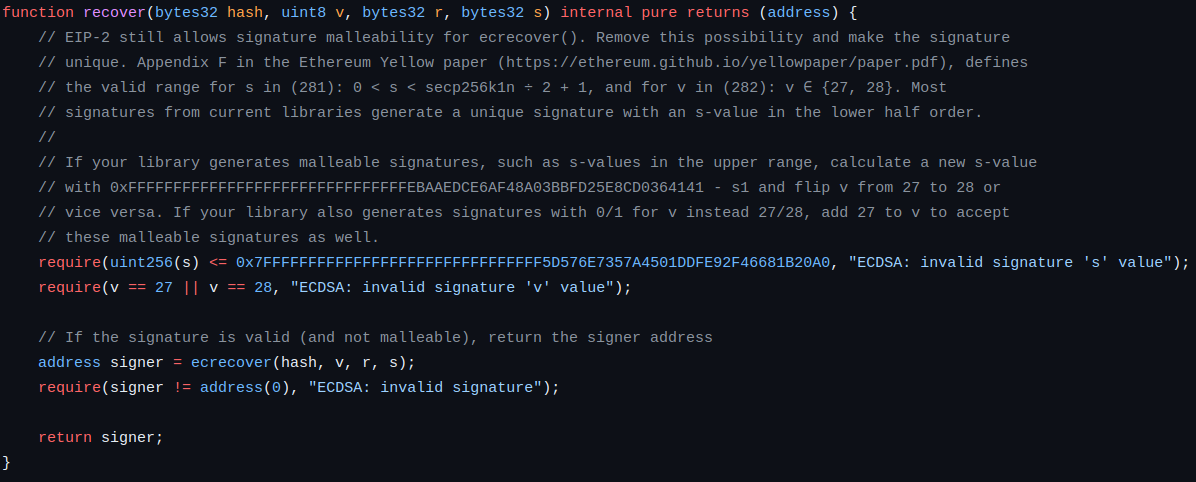 function recover(bytes32 hash, uint8 v, bytes32 r, bytes32 s) internal pure returns (address) {
    // EIP-2 still allows signature malleability for ecrecover(). Remove this possibility and make the signature
    // unique. Appendix F in the Ethereum Yellow paper (https://ethereum.github.io/yellowpaper/paper.pdf), defines
    // the valid range for s in (281): 0 < s < secp256k1n ÷ 2 + 1, and for v in (282): v ∈ {27, 28}. Most
    // signatures from current libraries generate a unique signature with an s-value in the lower half order.
    //
    // If your library generates malleable signatures, such as s-values in the upper range, calculate a new s-value
    // with 0xFFFFFFFFFFFFFFFFFFFFFFFFFFFFFFFEBAAEDCE6AF48A03BBFD25E8CD0364141 - s1 and flip v from 27 to 28 or
    // vice versa. If your library also generates signatures with 0/1 for v instead 27/28, add 27 to v to accept
    // these malleable signatures as well.
    require(uint256(s) <= 0x7FFFFFFFFFFFFFFFFFFFFFFFFFFFFFFF5D576E7357A4501DDFE92F46681B20A0, "ECDSA: invalid signature 's' value");
    require(v == 27 || v == 28, "ECDSA: invalid signature 'v' value");
    // If the signature is valid (and not malleable), return the signer address
    address signer = ecrecover(hash, v, r, s);
    require(signer != address(0), "ECDSA: invalid signature");
    return signer;
}